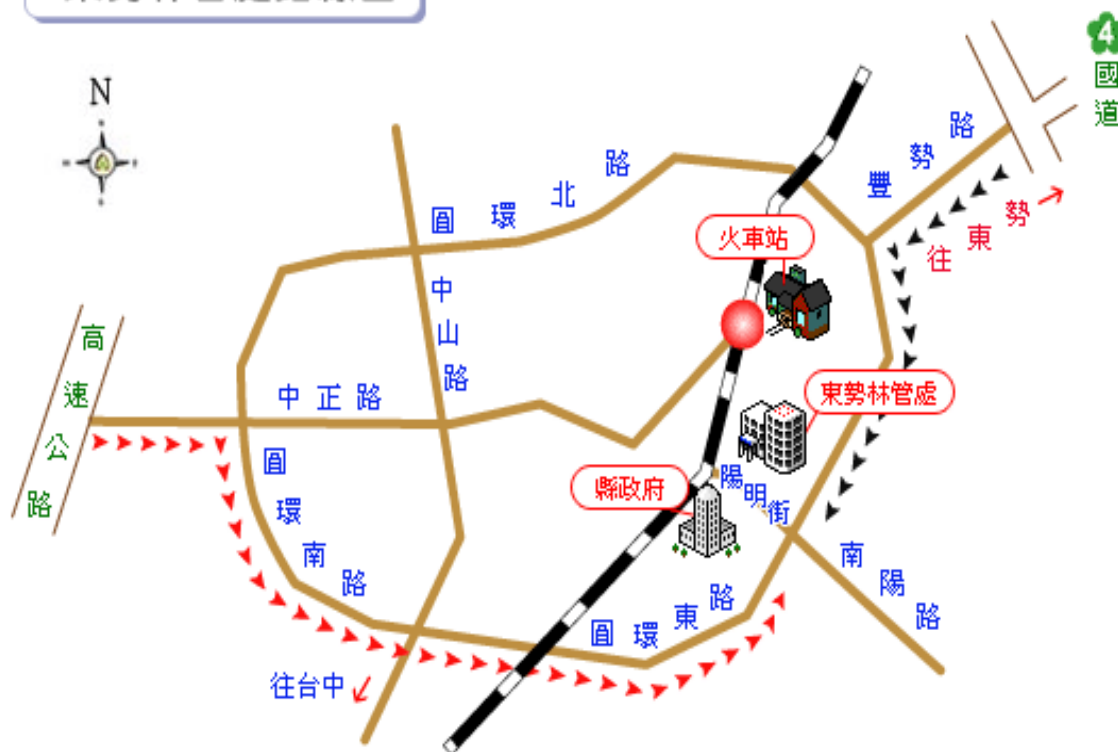 N
4
國道
豐勢路
往東勢
圓環北路
火車站
中山路
高速公路
中正路
東勢林管處
圓環南路
縣政府
陽明街
南陽路
圓環東路
往台中